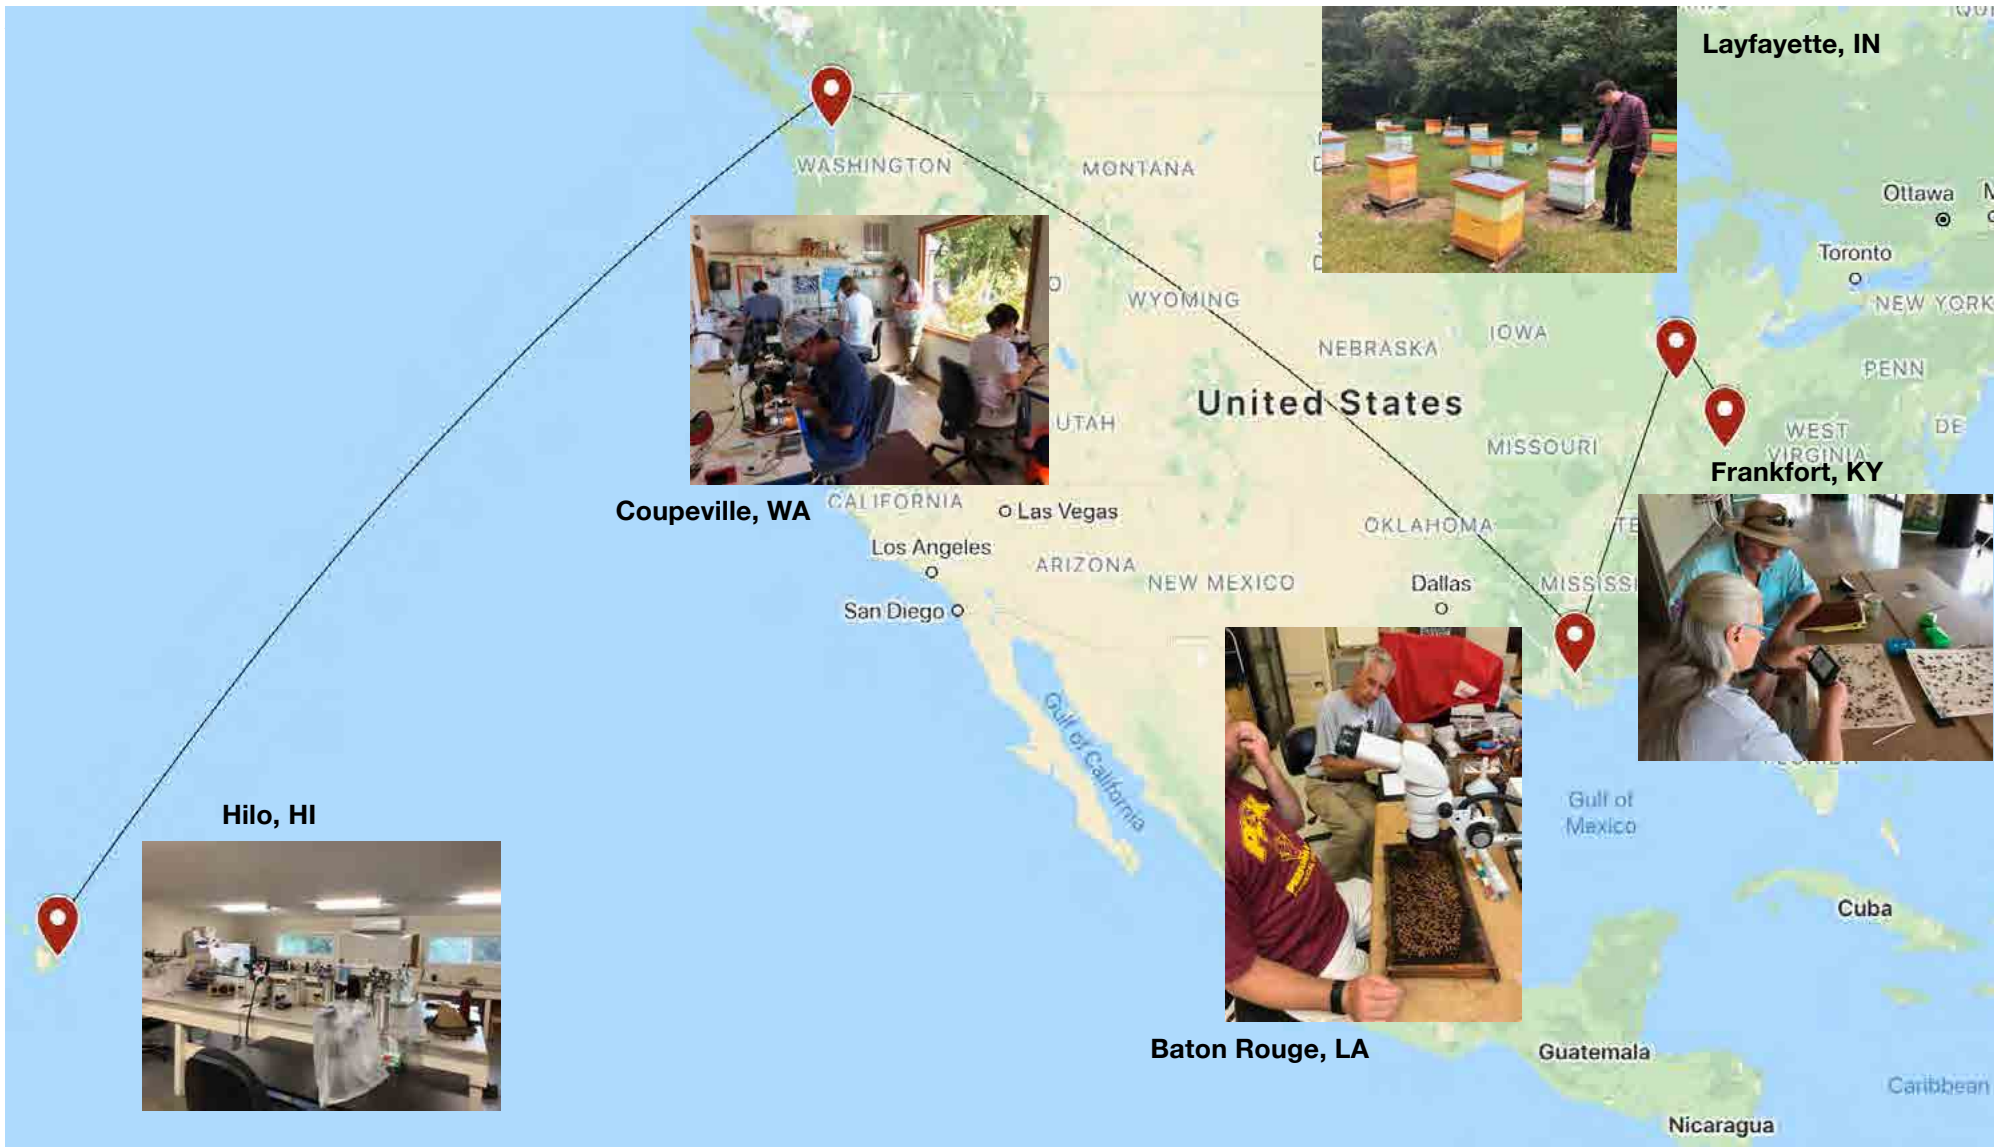 Layfayette, IN
WASHINGTON
MONTANA
Ottawa
Toronto
NEW YORK
WYOMING
IOWA
NEBRASKA
PENN
United States
UTAH
MISSOURI
WEST
VIRGINIA
DE
Frankfort, KY
Coupeville, WA
CALIFORNIA
Las Vegas
OKLAHOMA
TE
Los Angeles
ARIZONA
NEW MEXICO
Dallas
MISSISSI
San Diego
Gulf of California
Gulf of
Mexico
Hilo, HI
Cuba
Baton Rouge, LA
Guatemala
Caribbean
Nicaragua